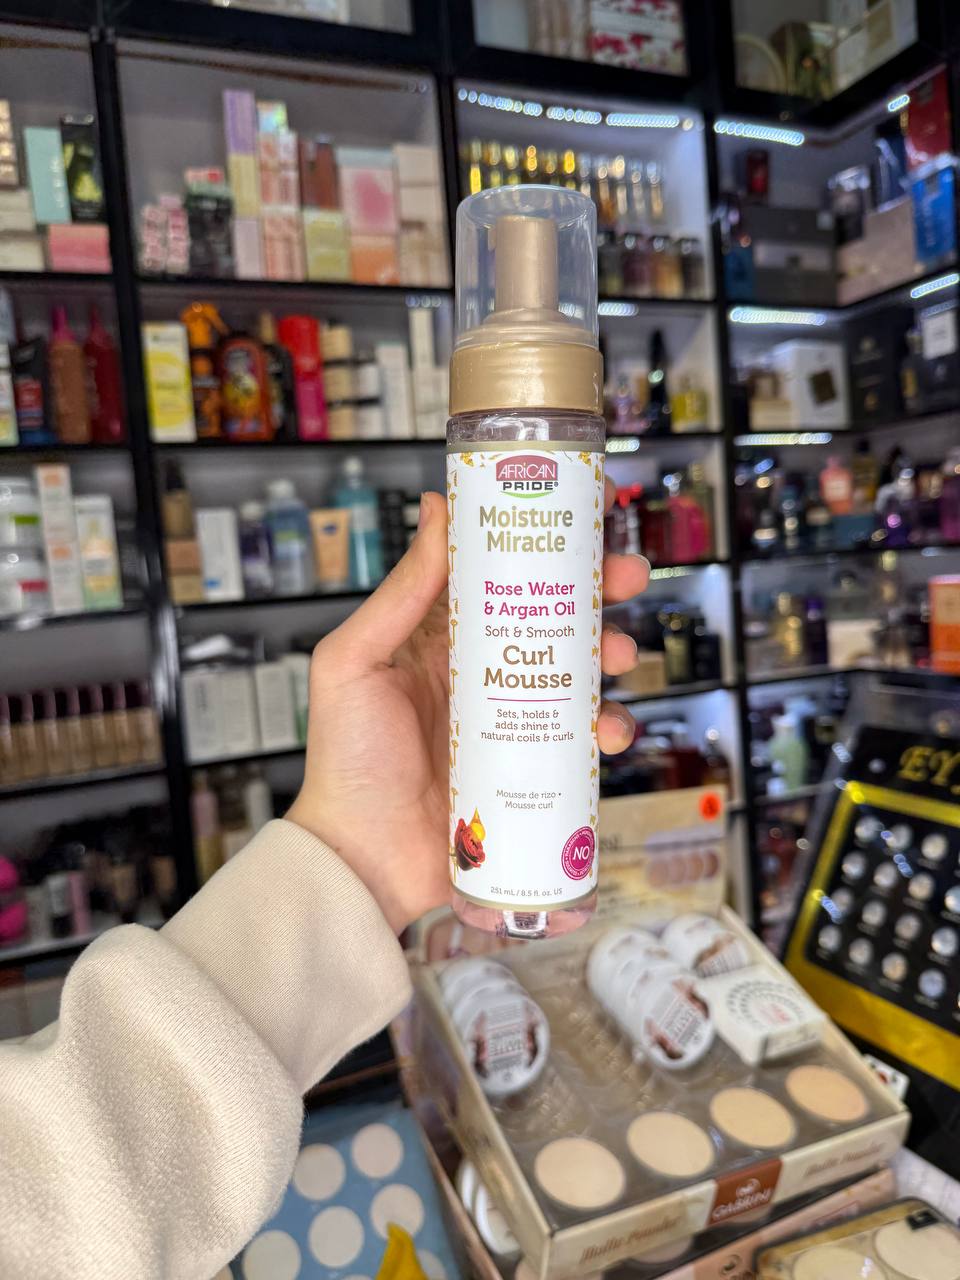 AFRICAN
PRIDE®
Moisture
Miracle
Rose Water
& Argan Oil
Soft & Smooth
Curl
Mousse
Sets, holds &
adds shine to
natural coils & curls
Mousse de rizo •
Mousse curl
NO
251 mL / 8.5 fl. oz. US
GABRINI